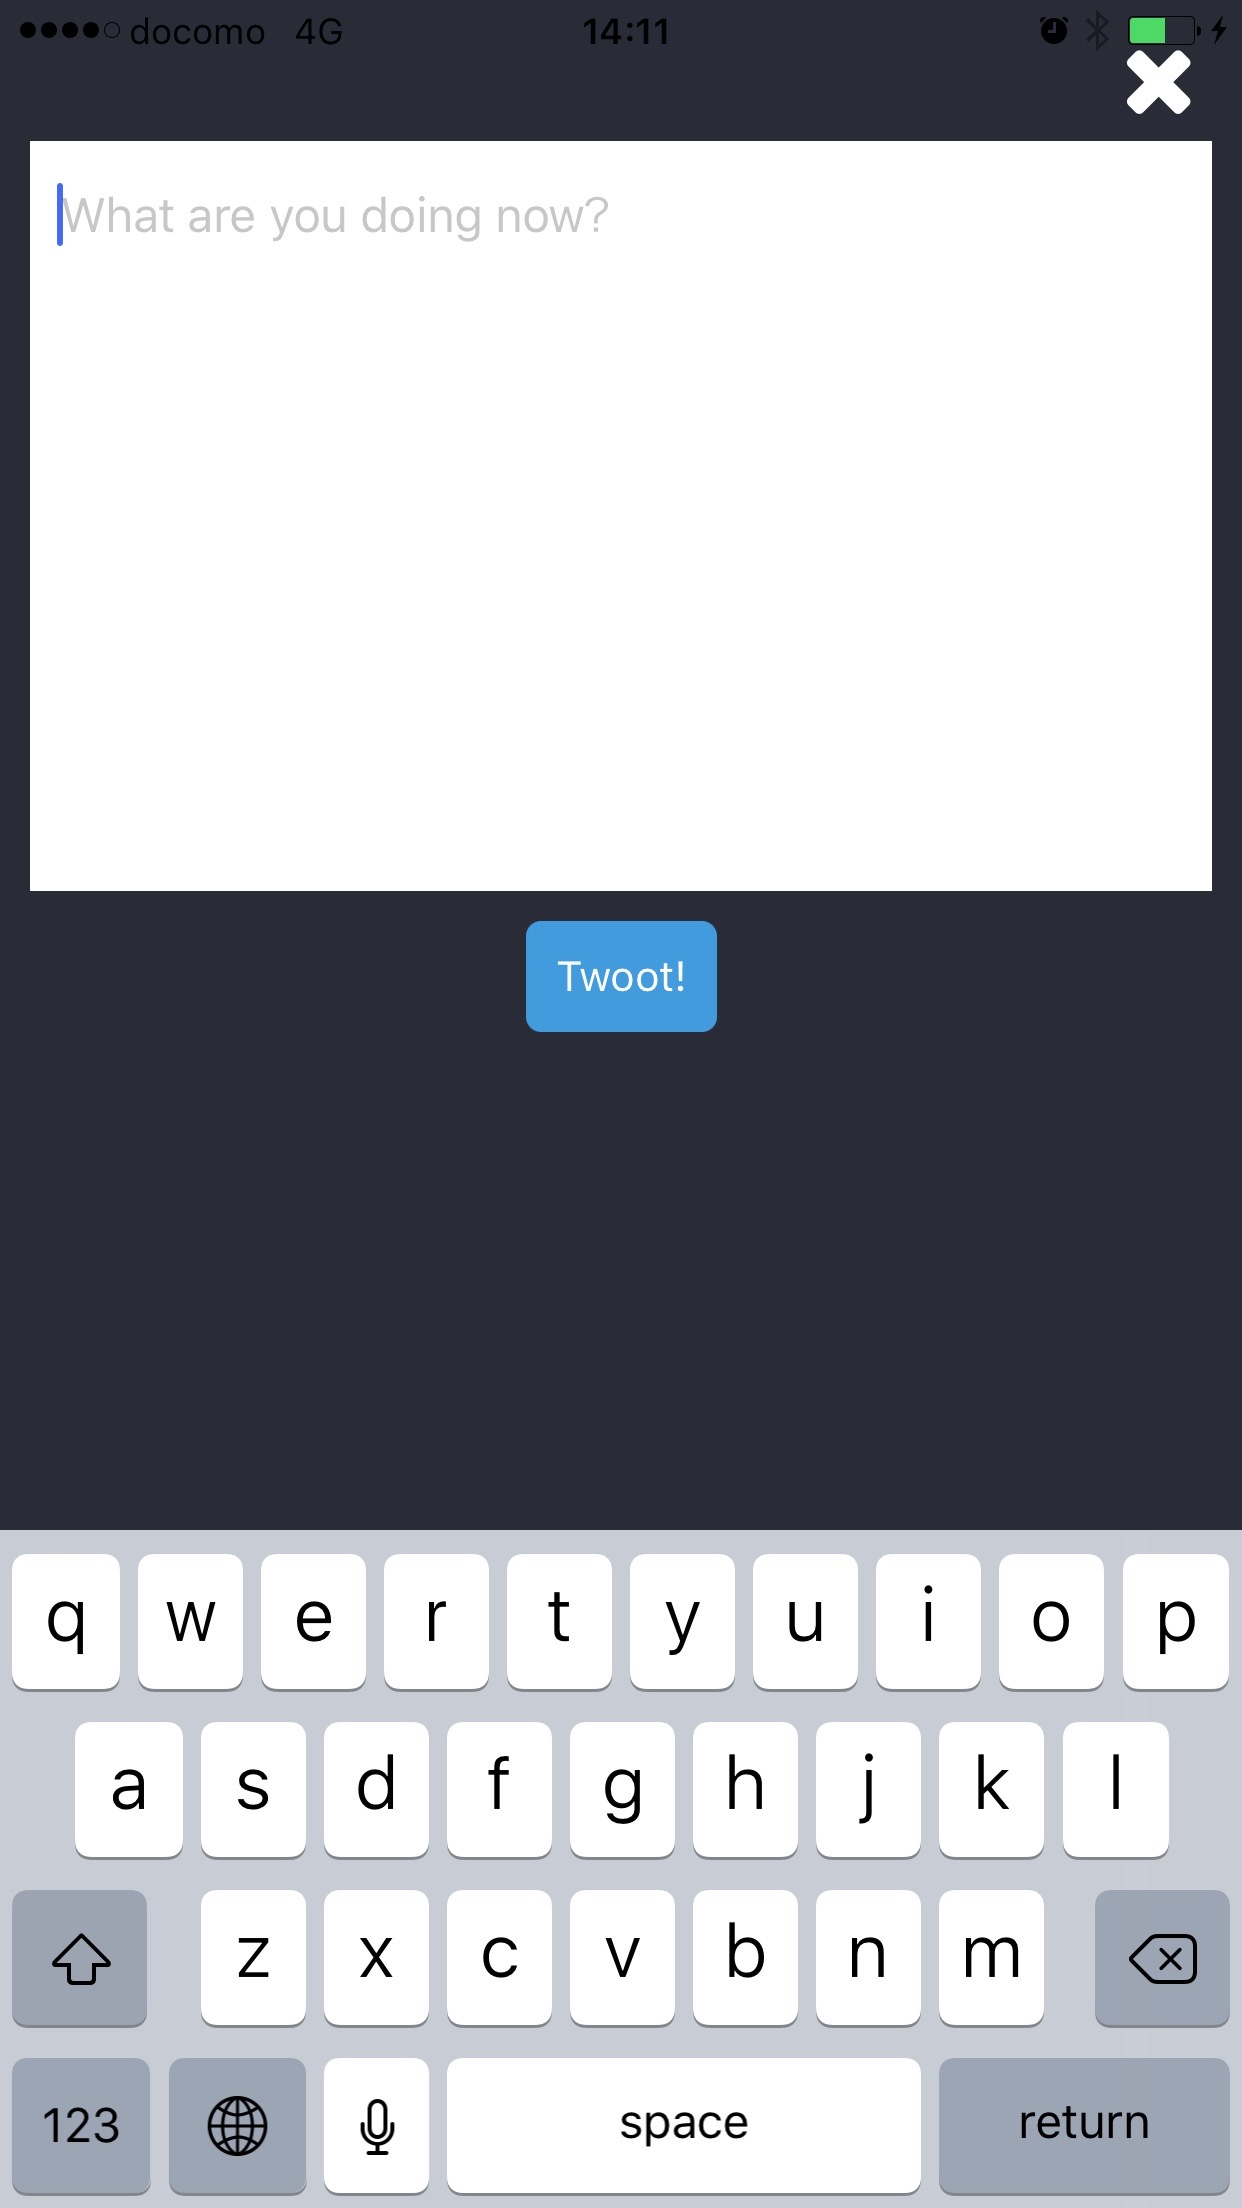 docomo 4G 14:11
What are you doing now?
Twoot!
q w e r t y u i o p
a s d f g h j k l
z x c v b n m
123 space return